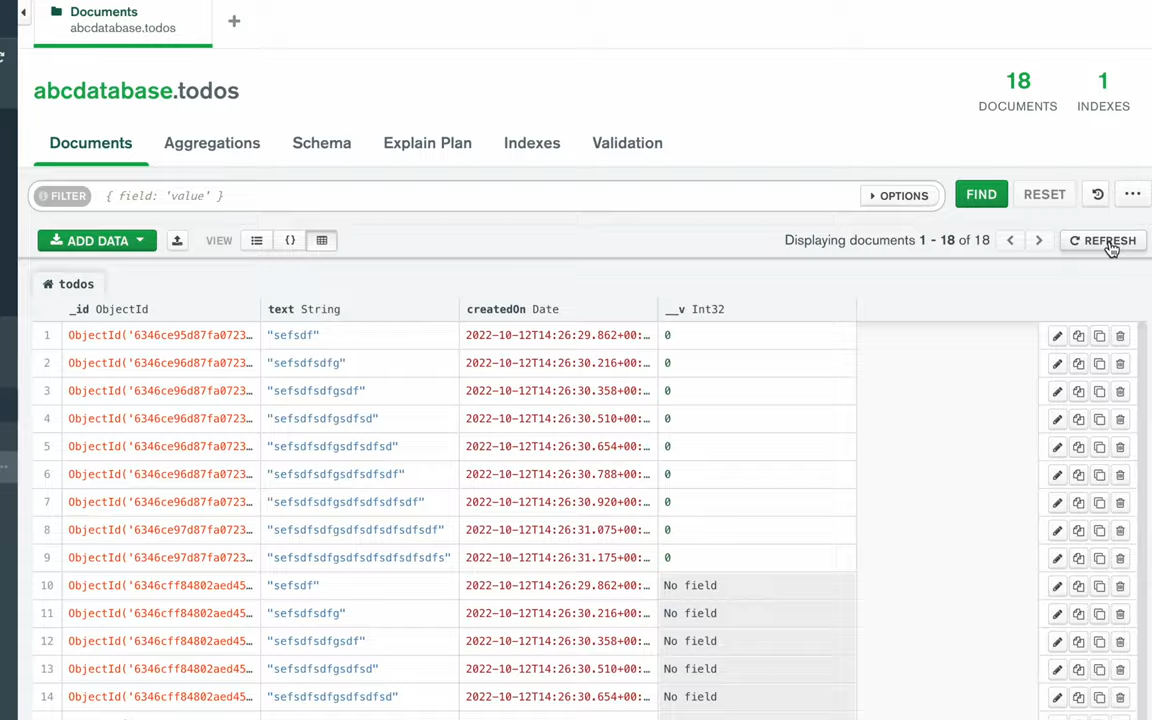 Documents
abcdatabase.todos
abcdatabase.todos
18
DOCUMENTS
1
INDEXES
Documents Aggregations Schema Explain Plan Indexes Validation
FILTER { field: 'value' } OPTIONS FIND RESET
ADD DATA VIEW Displaying documents 1 - 18 of 18 REFRESH
todos
_id ObjectId text String createdOn Date __v Int32
1 ObjectId('6346ce95d87fa0723… "sefsdf" 2022-10-12T14:26:29.862+00:… 0
2 ObjectId('6346ce96d87fa0723… "sefsdfsdfg" 2022-10-12T14:26:30.216+00:… 0
3 ObjectId('6346ce96d87fa0723… "sefsdfsdfgsdf" 2022-10-12T14:26:30.358+00:… 0
4 ObjectId('6346ce96d87fa0723… "sefsdfsdfgsdfsd" 2022-10-12T14:26:30.510+00:… 0
5 ObjectId('6346ce96d87fa0723… "sefsdfsdfgsdfsdfsd" 2022-10-12T14:26:30.654+00:… 0
6 ObjectId('6346ce96d87fa0723… "sefsdfsdfgsdfsdfsdf" 2022-10-12T14:26:30.788+00:… 0
7 ObjectId('6346ce96d87fa0723… "sefsdfsdfgsdfsdfsdfsdf" 2022-10-12T14:26:30.920+00:… 0
8 ObjectId('6346ce97d87fa0723… "sefsdfsdfgsdfsdfsdfsdfsdf" 2022-10-12T14:26:31.075+00:… 0
9 ObjectId('6346ce97d87fa0723… "sefsdfsdfgsdfsdfsdfsdfsdfs" 2022-10-12T14:26:31.175+00:… 0
10 ObjectId('6346cff84802aed45… "sefsdf" 2022-10-12T14:26:29.862+00:… No field
11 ObjectId('6346cff84802aed45… "sefsdfsdfg" 2022-10-12T14:26:30.216+00:… No field
12 ObjectId('6346cff84802aed45… "sefsdfsdfgsdf" 2022-10-12T14:26:30.358+00:… No field
13 ObjectId('6346cff84802aed45… "sefsdfsdfgsdfsd" 2022-10-12T14:26:30.510+00:… No field
14 ObjectId('6346cff84802aed45… "sefsdfsdfgsdfsdfsd" 2022-10-12T14:26:30.654+00:… No field